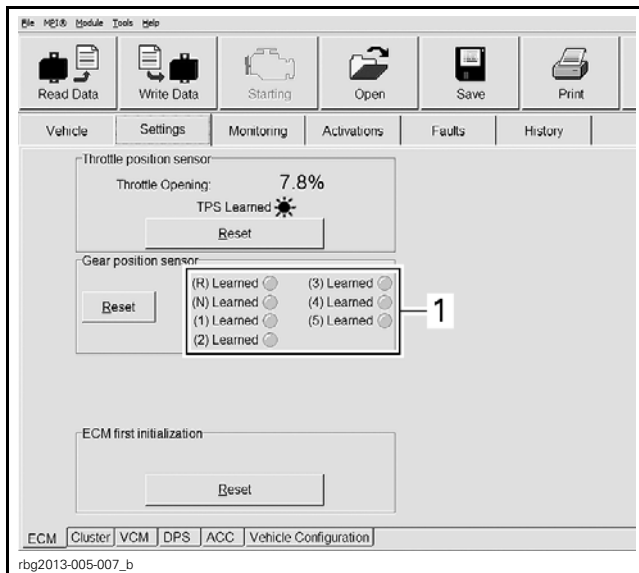 File MPI® Module Tools Help
Read Data Write Data Starting Open Save Print
Vehicle Settings Monitoring Activations Faults History
Throttle position sensor
Throttle Opening: 7.8%
TPS Learned
Reset
Gear position sensor
Reset
(R) Learned (3) Learned
(N) Learned (4) Learned
(1) Learned (5) Learned
(2) Learned
1
ECM first initialization
Reset
ECM Cluster VCM DPS ACC Vehicle Configuration
rbg2013-005-007_b